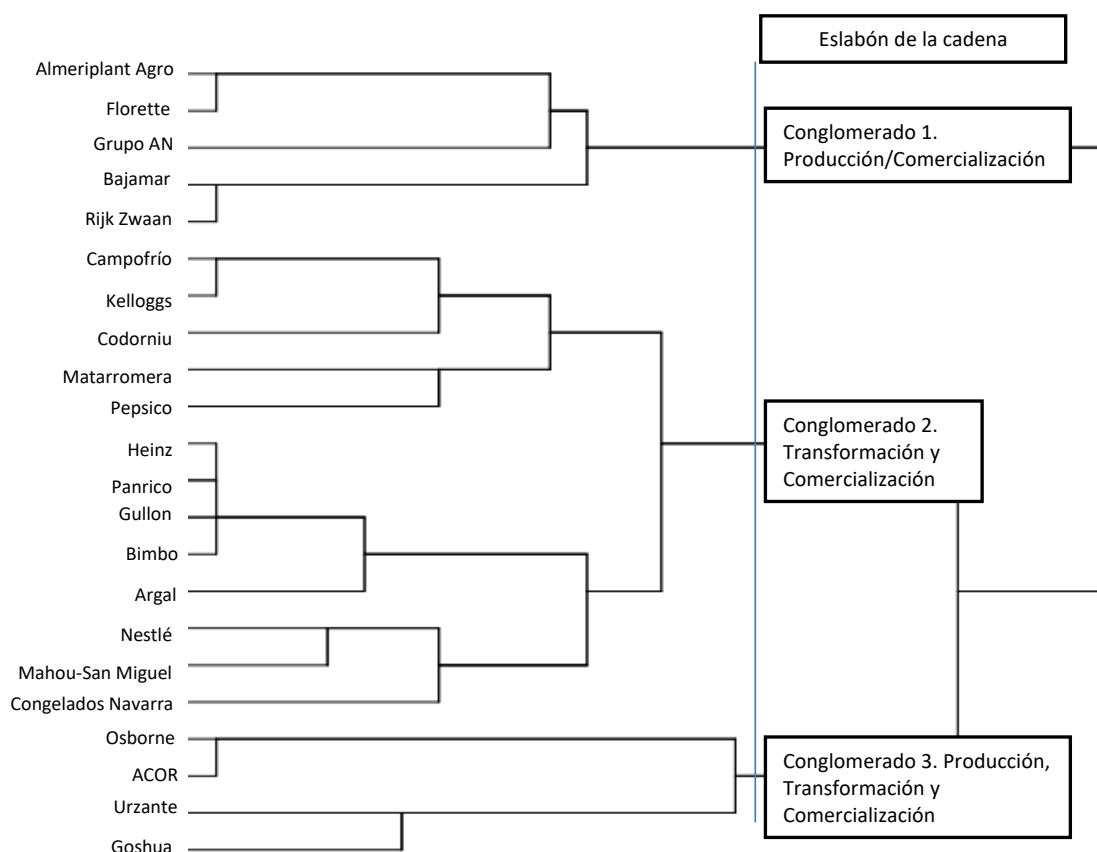 Eslabón de la cadena
Almeriplant Agro
Florette
Grupo AN
Bajamar
Rijk Zwaan
Conglomerado 1.
Producción/Comercialización
Campofrío
Kelloggs
Codorniu
Matarromera
Pepsico
Heinz
Panrico
Gullon
Bimbo
Argal
Nestlé
Mahou-San Miguel
Congelados Navarra
Conglomerado 2.
Transformación y
Comercialización
Osborne
ACOR
Urzante
Goshua
Conglomerado 3. Producción,
Transformación y
Comercialización